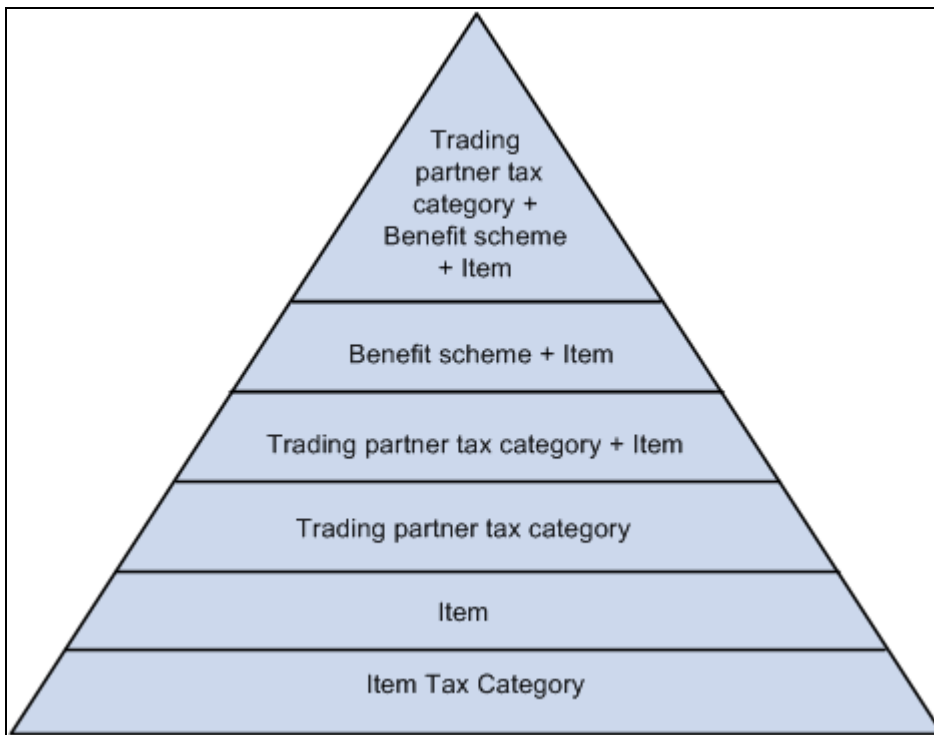 Trading
partner tax
category +
Benefit scheme
+ Item
Benefit scheme + Item
Trading partner tax category + Item
Trading partner tax category
Item
Item Tax Category